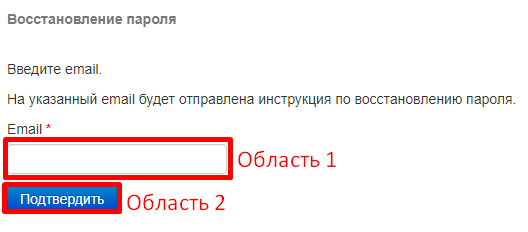 Восстановление пароля
Введите email.
На указанный email будет отправлена инструкция по восстановлению пароля.
Email *
Область 1
Подтвердить Область 2